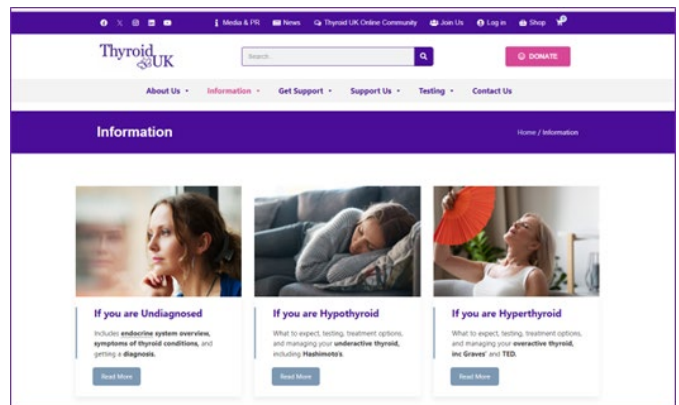 Media & PR News Thyroid UK Online Community Join Us Log in Shop
Thyroid
UK
Search...
DONATE
About Us Information Get Support Support Us Testing Contact Us
Information
Home / Information
If you are Undiagnosed
Includes endocrine system overview,
symptoms of thyroid conditions, and
getting a diagnosis.
Read More
If you are Hypothyroid
What to expect, testing, treatment options,
and managing your underactive thyroid,
including Hashimoto's.
Read More
If you are Hyperthyroid
What to expect, testing, treatment options,
and managing your overactive thyroid,
inc Graves' and TED.
Read More